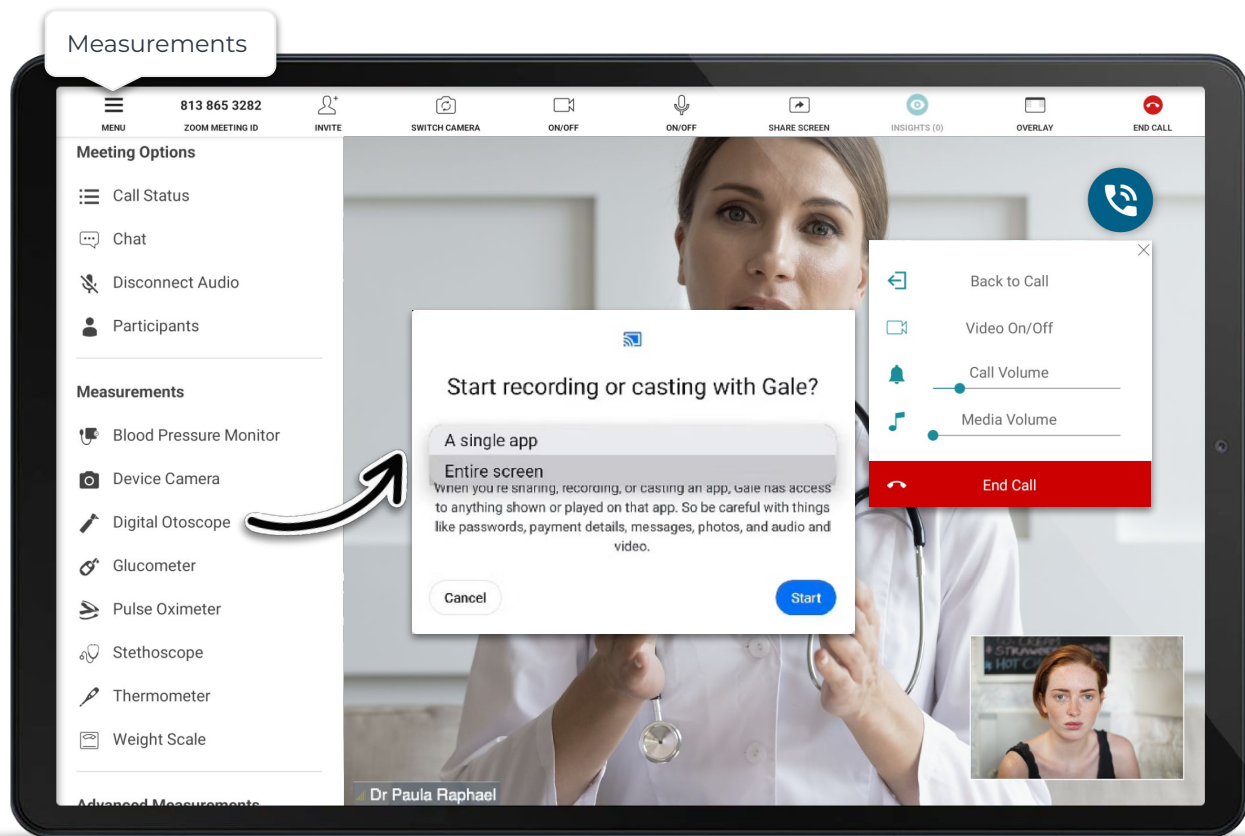 Measurements
813 865 3282
MENU
ZOOM MEETING ID
INVITE
SWITCH CAMERA
ON/OFF
ON/OFF
SHARE SCREEN
INSIGHTS (0)
OVERLAY
END CALL
Meeting Options
Call Status
Chat
Disconnect Audio
Participants
Measurements
Blood Pressure Monitor
Device Camera
Digital Otoscope
Glucometer
Pulse Oximeter
Stethoscope
Thermometer
Weight Scale
Advanced Measurements
Start recording or casting with Gale?
A single app
Entire screen
When you're sharing, recording, or casting an app, Gale has access
to anything shown or played on that app. So be careful with things
like passwords, payment details, messages, photos, and audio and
video.
Cancel
Start
Back to Call
Video On/Off
Call Volume
Media Volume
End Call
Dr Paula Raphael